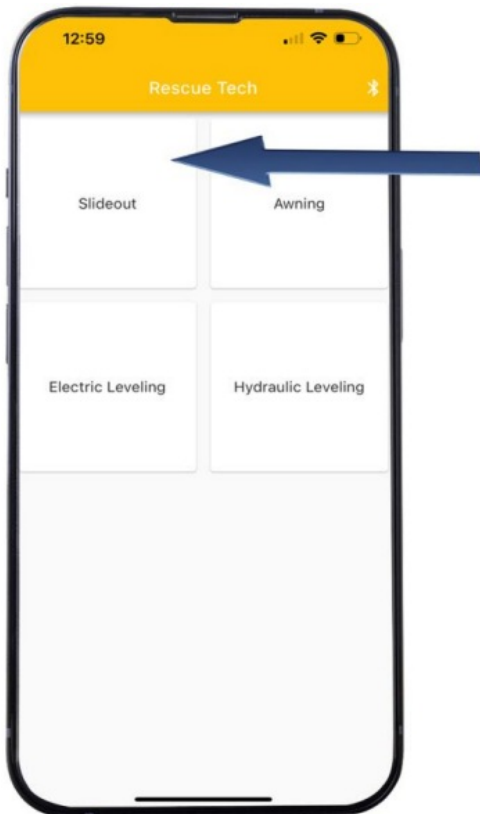 12:59
Rescue Tech
Slideout
Awning
Electric Leveling
Hydraulic Leveling